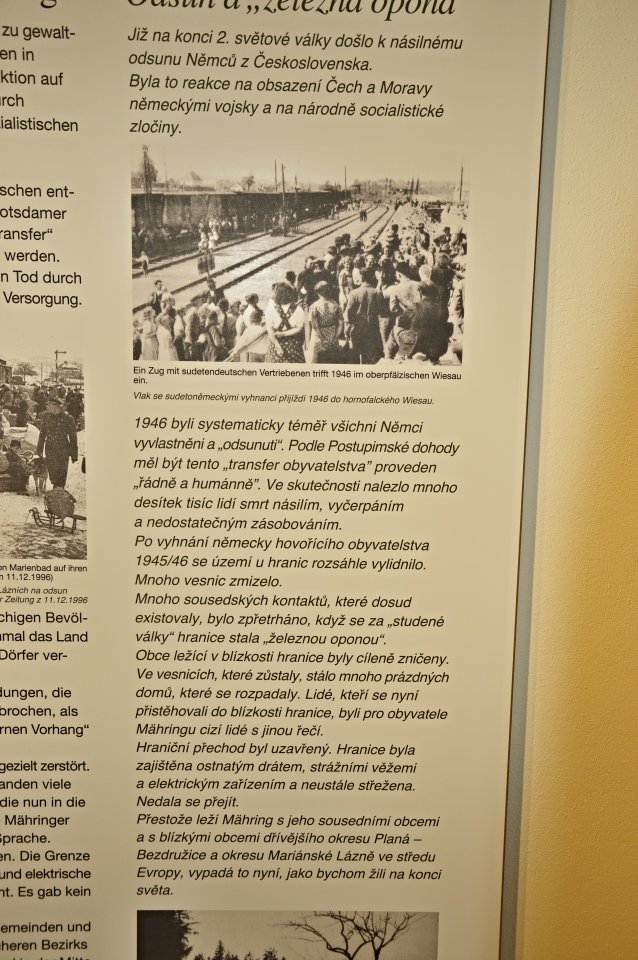 Odsun a „železná opona
zu gewalt-
en in
ktion auf
rch
ialistischen
schen ent-
otsdamer
ransfer“
werden.
n Tod durch
Versorgung.
on Marienbad auf ihren
11.12.1996)
Lázních na odsun
r Zeitung z 11.12.1996
chigen Bevöl-
nmal das Land
Dörfer ver-
dungen, die
brochen, als
rnen Vorhang“
gezielt zerstört.
anden viele
die nun in die
Mähringer
Sprache.
en. Die Grenze
und elektrische
nt. Es gab kein
emeinden und
üheren Bezirks
Již na konci 2. světové války došlo k násilnému
odsunu Němců z Československa.
Byla to reakce na obsazení Čech a Moravy
německými vojsky a na národně socialistické
zločiny.
Ein Zug mit sudetendeutschen Vertriebenen trifft 1946 im oberpfälzischen Wiesau
ein.
Vlak se sudetoněmeckými vyhnanci přijíždí 1946 do hornofalckého Wiesau.
1946 byli systematicky téměř všichni Němci
vyvlastněni a „odsunuti“. Podle Postupimské dohody
měl být tento „transfer obyvatelstva” proveden
„řádně a humánně”. Ve skutečnosti nalezlo mnoho
desítek tisíc lidí smrt násilím, vyčerpáním
a nedostatečným zásobováním.
Po vyhnání německy hovořícího obyvatelstva
1945/46 se území u hranic rozsáhle vylidnilo.
Mnoho vesnic zmizelo.
Mnoho sousedských kontaktů, které dosud
existovaly, bylo zpřetrháno, když se za „studené
války“ hranice stala „železnou oponou“.
Obce ležící v blízkosti hranice byly cíleně zničeny.
Ve vesnicích, které zůstaly, stálo mnoho prázdných
domů, které se rozpadaly. Lidé, kteří se nyní
přistěhovali do blízkosti hranice, byli pro obyvatele
Mähringu cizí lidé s jinou řečí.
Hraniční přechod byl uzavřený. Hranice byla
zajištěna ostnatým drátem, strážními věžemi
a elektrickým zařízením a neustále střežena.
Nedala se přejít.
Přestože leží Mähring s jeho sousedními obcemi
a s blízkými obcemi dřívějšího okresu Planá –
Bezdružice a okresu Mariánské Lázně ve středu
Evropy, vypadá to nyní, jako bychom žili na konci
světa.